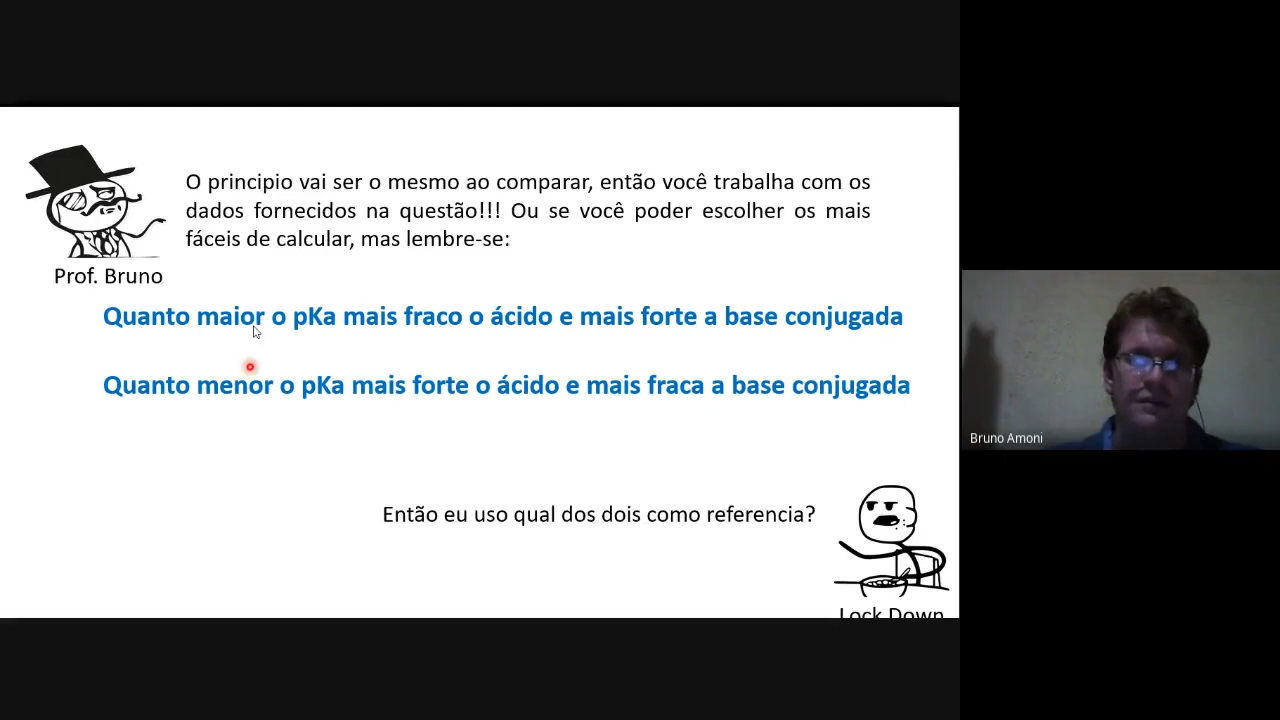 O principio vai ser o mesmo ao comparar, então você trabalha com os
dados fornecidos na questão!!! Ou se você poder escolher os mais
fáceis de calcular, mas lembre-se:
Prof. Bruno
Quanto maior o pKa mais fraco o ácido e mais forte a base conjugada
Quanto menor o pKa mais forte o ácido e mais fraca a base conjugada
Então eu uso qual dos dois como referencia?
Lock Down
Bruno Amoni